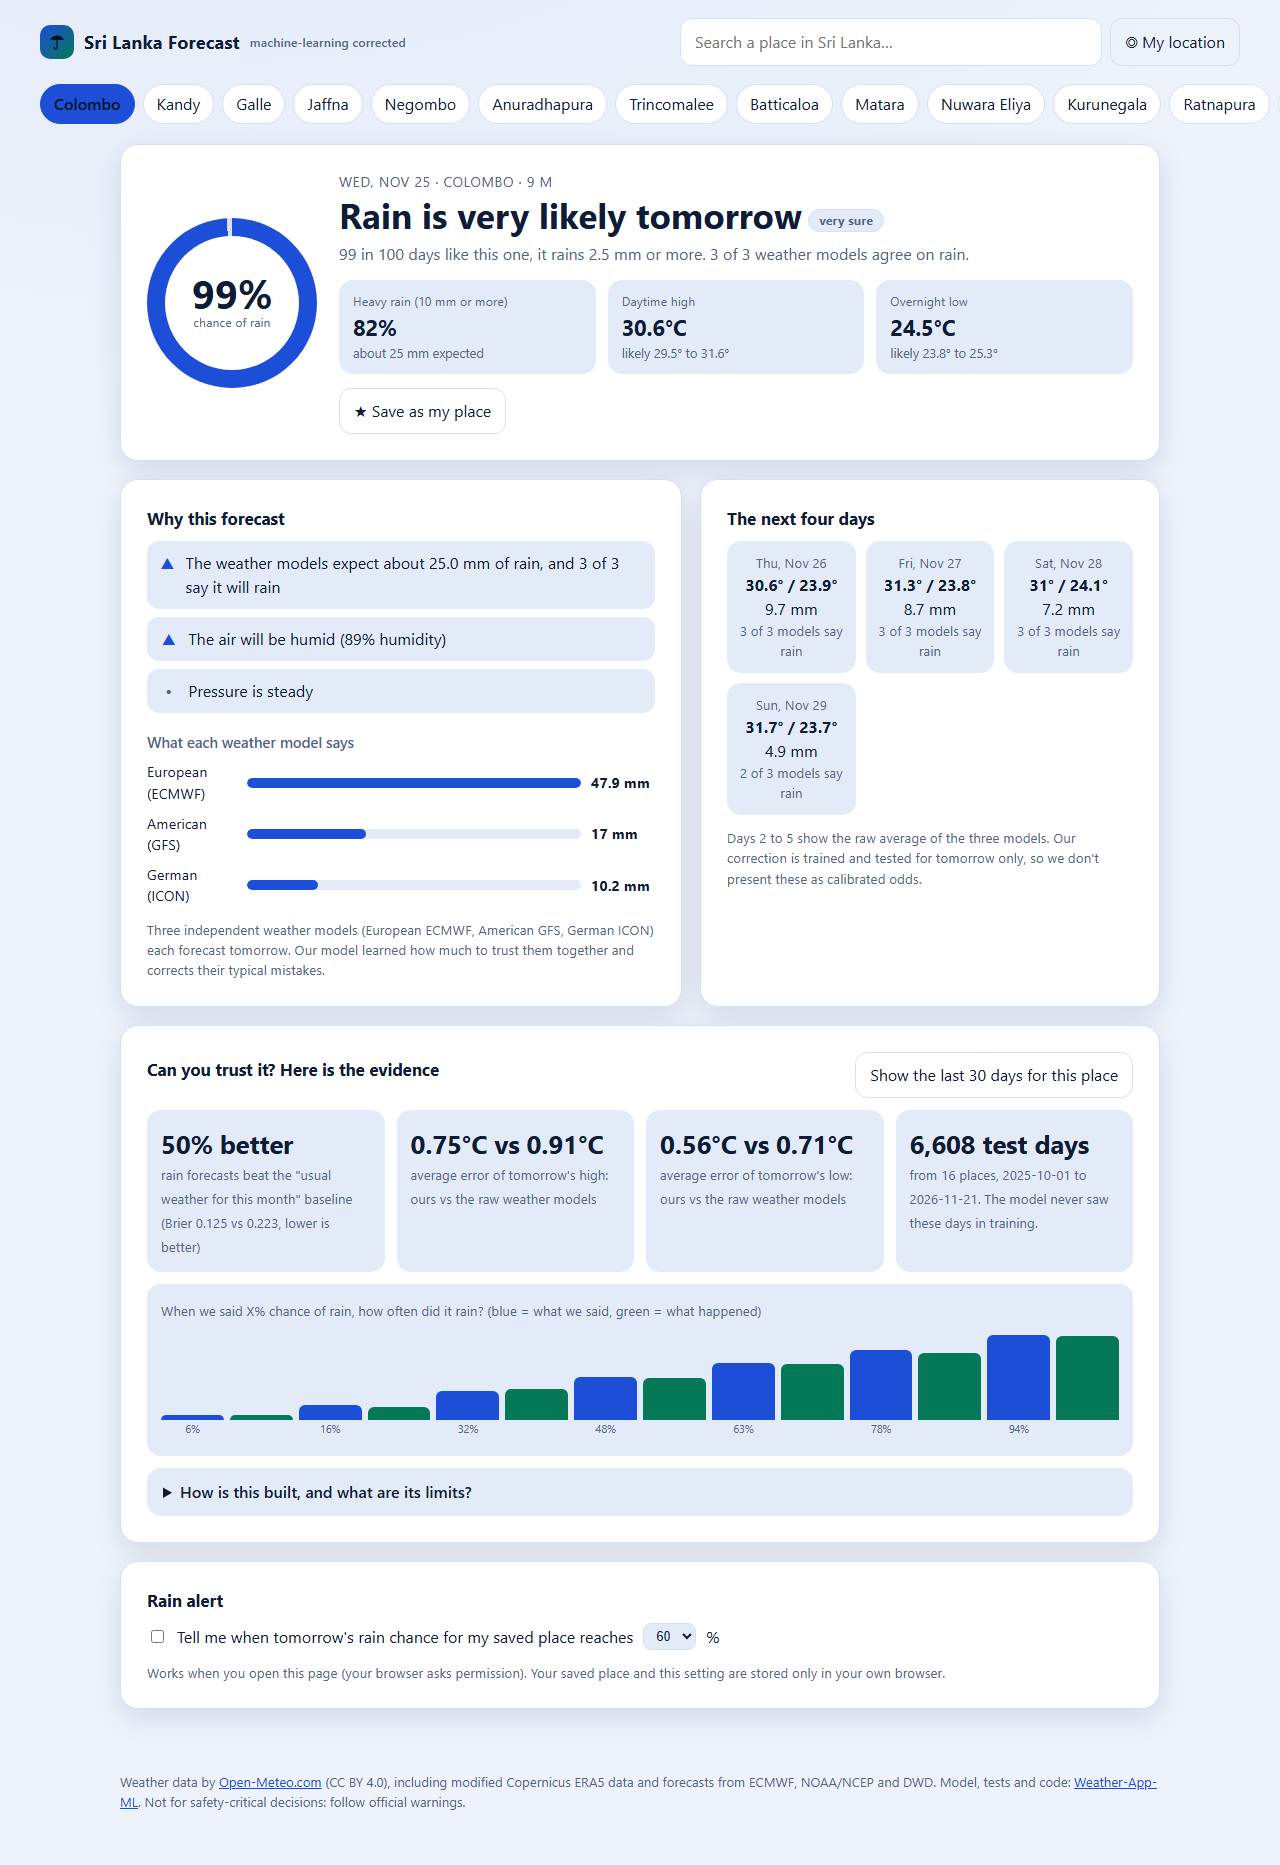 Sri Lanka Forecast machine-learning corrected
Search a place in Sri Lanka...
My location
Colombo
Kandy
Galle
Jaffna
Negombo
Anuradhapura
Trincomalee
Batticaloa
Matara
Nuwara Eliya
Kurunegala
Ratnapura
WED, NOV 25 · COLOMBO · 9 M
Rain is very likely tomorrow very sure
99 in 100 days like this one, it rains 2.5 mm or more. 3 of 3 weather models agree on rain.
99%
chance of rain
Heavy rain (10 mm or more)
82%
about 25 mm expected
Daytime high
30.6°C
likely 29.5° to 31.6°
Overnight low
24.5°C
likely 23.8° to 25.3°
★ Save as my place
Why this forecast
▲ The weather models expect about 25.0 mm of rain, and 3 of 3
say it will rain
▲ The air will be humid (89% humidity)
• Pressure is steady
What each weather model says
European
(ECMWF)
47.9 mm
American
(GFS)
17 mm
German
(ICON)
10.2 mm
Three independent weather models (European ECMWF, American GFS, German ICON)
each forecast tomorrow. Our model learned how much to trust them together and
corrects their typical mistakes.
The next four days
Thu, Nov 26
30.6° / 23.9°
9.7 mm
3 of 3 models say
rain
Fri, Nov 27
31.3° / 23.8°
8.7 mm
3 of 3 models say
rain
Sat, Nov 28
31° / 24.1°
7.2 mm
3 of 3 models say
rain
Sun, Nov 29
31.7° / 23.7°
4.9 mm
2 of 3 models say
rain
Days 2 to 5 show the raw average of the three models. Our
correction is trained and tested for tomorrow only, so we don't
present these as calibrated odds.
Can you trust it? Here is the evidence
Show the last 30 days for this place
50% better
rain forecasts beat the "usual
weather for this month" baseline
(Brier 0.125 vs 0.223, lower is
better)
0.75°C vs 0.91°C
average error of tomorrow's high:
ours vs the raw weather models
0.56°C vs 0.71°C
average error of tomorrow's low:
ours vs the raw weather models
6,608 test days
from 16 places, 2025-10-01 to
2026-11-21. The model never saw
these days in training.
When we said X% chance of rain, how often did it rain? (blue = what we said, green = what happened)
6%
16%
32%
48%
63%
78%
94%
▶ How is this built, and what are its limits?
Rain alert
Tell me when tomorrow's rain chance for my saved place reaches 60 %
Works when you open this page (your browser asks permission). Your saved place and this setting are stored only in your own browser.
Weather data by Open-Meteo.com (CC BY 4.0), including modified Copernicus ERA5 data and forecasts from ECMWF, NOAA/NCEP and DWD. Model, tests and code: Weather-App-
ML. Not for safety-critical decisions: follow official warnings.